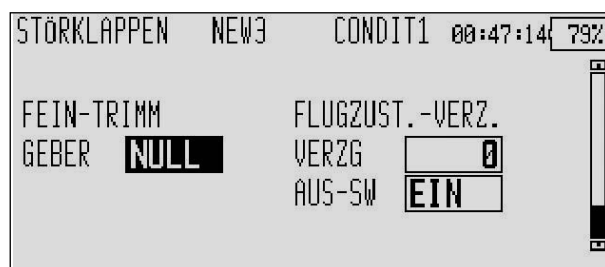 STÖRKLAPPEN NEW3 CONDIT1 00:47:14 79%
FEIN-TRIMM FLUGZUST.-VERZ.
GEBER NULL VERZG 0
AUS-SW EIN